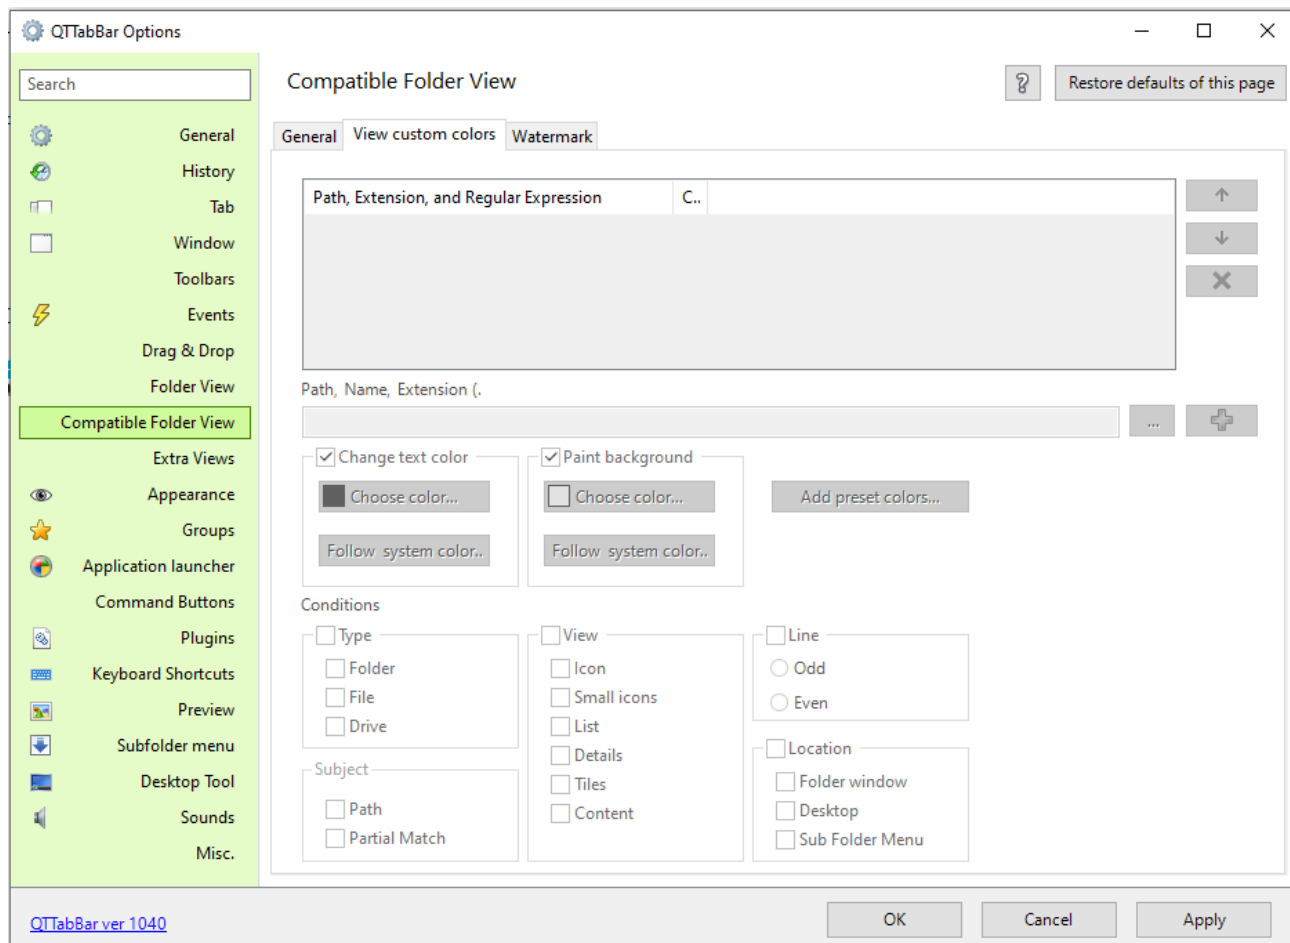 QTTabBar Options
Search
General
History
Tab
Window
Toolbars
Events
Drag & Drop
Folder View
Compatible Folder View
Extra Views
Appearance
Groups
Application launcher
Command Buttons
Plugins
Keyboard Shortcuts
Preview
Subfolder menu
Desktop Tool
Sounds
Misc.
QTTabBar ver 1040
Compatible Folder View
?
Restore defaults of this page
General View custom colors Watermark
Path, Extension, and Regular Expression C..
Path, Name, Extension (.
...
Change text color
Choose color...
Follow system color..
Paint background
Choose color...
Follow system color..
Add preset colors...
Conditions
Type
Folder
File
Drive
Subject
Path
Partial Match
View
Icon
Small icons
List
Details
Tiles
Content
Line
Odd
Even
Location
Folder window
Desktop
Sub Folder Menu
OK Cancel Apply